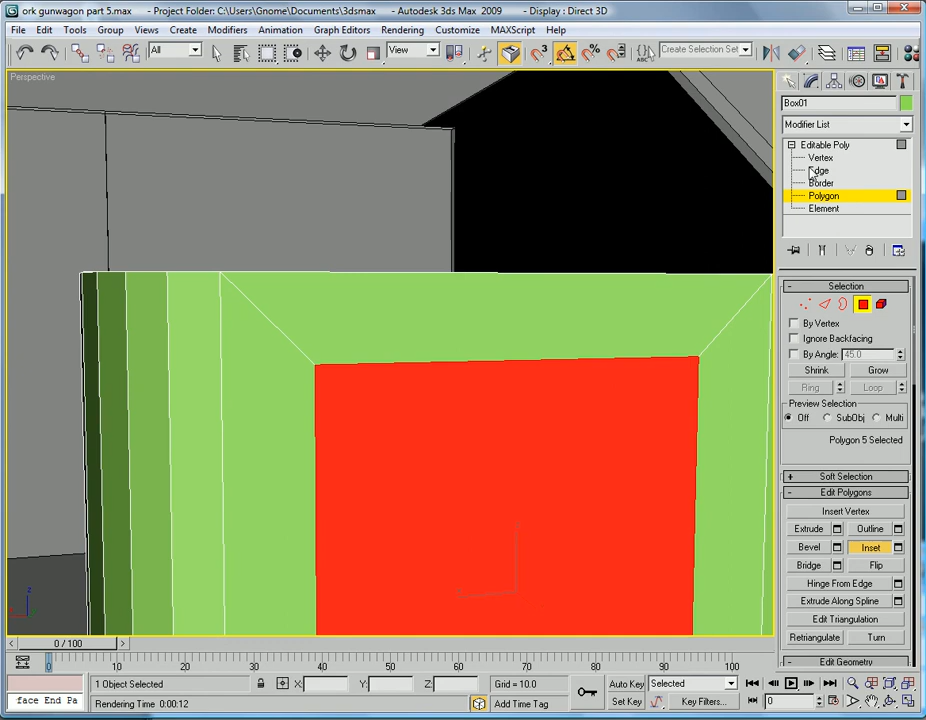 ork gunwagon part 5.max - Project Folder: C:\Users\Gnome\Documents\3dsmax - Autodesk 3ds Max 2009 - Display : Direct 3D
File Edit Tools Group Views Create Modifiers Animation Graph Editors Rendering Customize MAXScript Help
All View 3 % Create Selection Set
Perspective
Box01
Modifier List
Editable Poly
Vertex
Edge
Border
Polygon
Element
Selection
By Vertex
Ignore Backfacing
By Angle: 45.0
Shrink Grow
Ring Loop
Preview Selection
Off SubObj Multi
Polygon 5 Selected
Soft Selection
Edit Polygons
Insert Vertex
Extrude Outline
Bevel Inset
Bridge Flip
Hinge From Edge
Extrude Along Spline
Edit Triangulation
Retriangulate Turn
Edit Geometry
z
0 / 100
0 10 20 30 40 50 60 70 80 90 100
1 Object Selected X: Y: Z: Grid = 10.0 Auto Key Selected
face End Pa Rendering Time 0:00:12 Add Time Tag Set Key Key Filters... 0